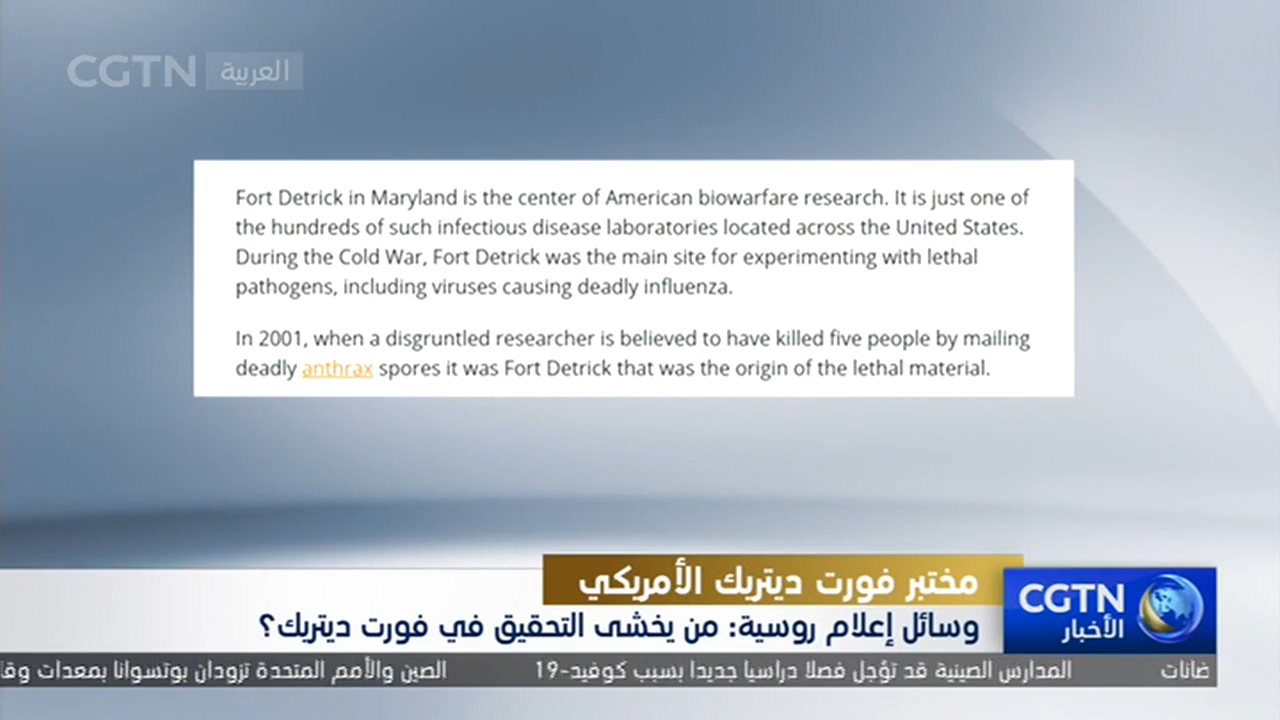 CGTN العربية
Fort Detrick in Maryland is the center of American biowarfare research. It is just one of
the hundreds of such infectious disease laboratories located across the United States.
During the Cold War, Fort Detrick was the main site for experimenting with lethal
pathogens, including viruses causing deadly influenza.
In 2001, when a disgruntled researcher is believed to have killed five people by mailing
deadly anthrax spores it was Fort Detrick that was the origin of the lethal material.
مختبر فورت ديتريك الأمريكي
وسائل إعلام روسية: من يخشى التحقيق في فورت ديتريك؟
CGTN
الأخبار
المدارس الصينية قد تؤجل فصلا دراسيا جديدا بسبب كوفيد-19 الصين والأمم المتحدة تزودان بوتسوانا بمعدات